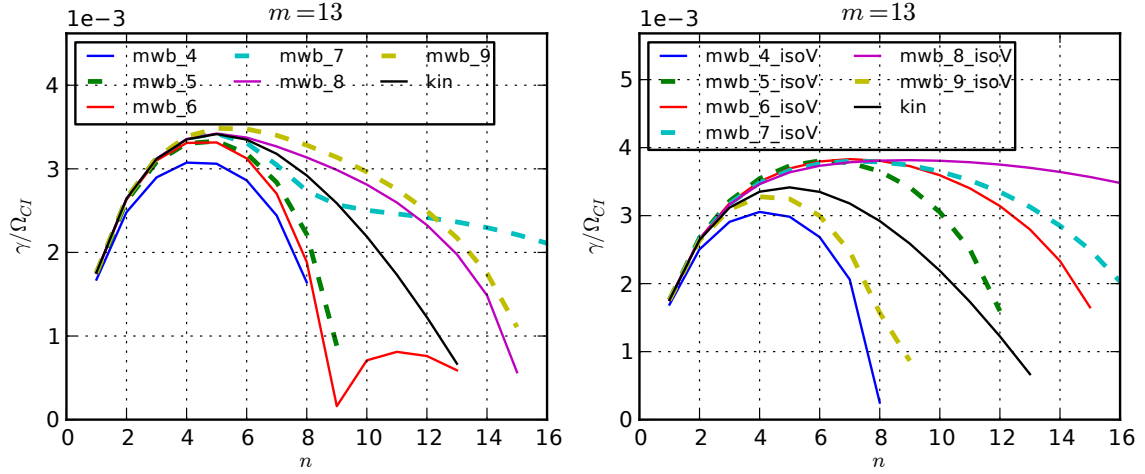 m=13
1e−3
mwb_4
mwb_5
mwb_6
mwb_7
mwb_8
mwb_9
kin
γ/Ω_CI
4
3
2
1
0
0 2 4 6 8 10 12 14 16
n
m=13
1e−3
mwb_4_isoV
mwb_5_isoV
mwb_6_isoV
mwb_7_isoV
mwb_8_isoV
mwb_9_isoV
kin
γ/Ω_CI
5
4
3
2
1
0
0 2 4 6 8 10 12 14 16
n